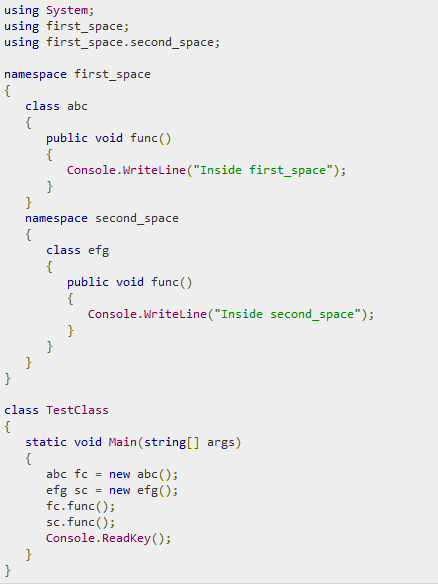 using System;
using first_space;
using first_space.second_space;

namespace first_space
{
   class abc
   {
      public void func()
      {
         Console.WriteLine("Inside first_space");
      }
   }
   namespace second_space
   {
      class efg
      {
         public void func()
         {
            Console.WriteLine("Inside second_space");
         }
      }
   }
}

class TestClass
{
   static void Main(string[] args)
   {
      abc fc = new abc();
      efg sc = new efg();
      fc.func();
      sc.func();
      Console.ReadKey();
   }
}